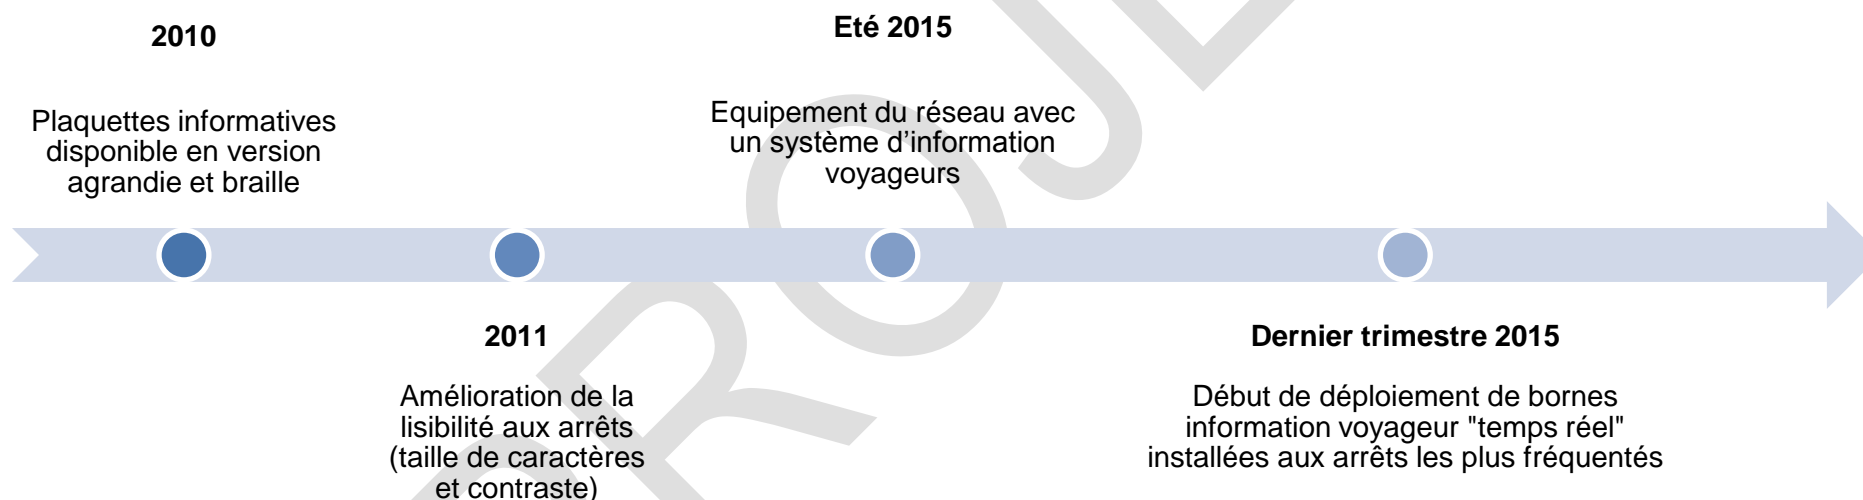 2010
Plaquettes informatives
disponible en version
agrandie et braille
2011
Amélioration de la
lisibilité aux arrêts
(taille de caractères
et contraste)
Eté 2015
Equipement du réseau avec
un système d’information
voyageurs
Dernier trimestre 2015
Début de déploiement de bornes
information voyageur "temps réel"
installées aux arrêts les plus fréquentés